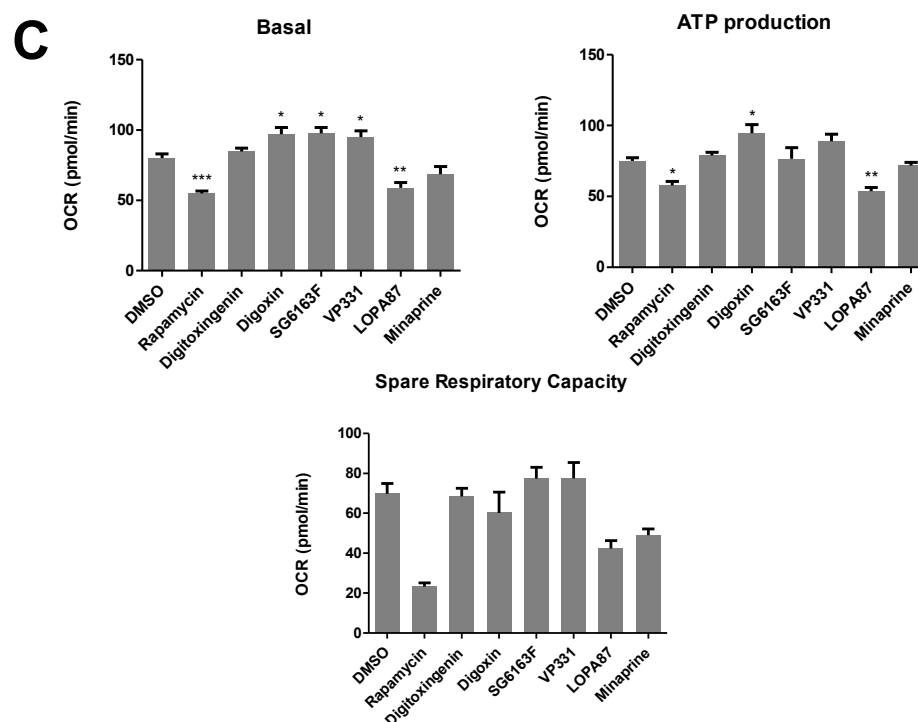 C
Basal
OCR (pmol/min)
150
100
50
0
*** * * * **
DMSO
Rapamycin
Digitoxingenin
Digoxin
SG6163F
VP331
LOPA87
Minaprine
ATP production
OCR (pmol/min)
150
100
50
0
* * **
DMSO
Rapamycin
Digitoxingenin
Digoxin
SG6163F
VP331
LOPA87
Minaprine
Spare Respiratory Capacity
OCR (pmol/min)
100
80
60
40
20
0
DMSO
Rapamycin
Digitoxingenin
Digoxin
SG6163F
VP331
LOPA87
Minaprine